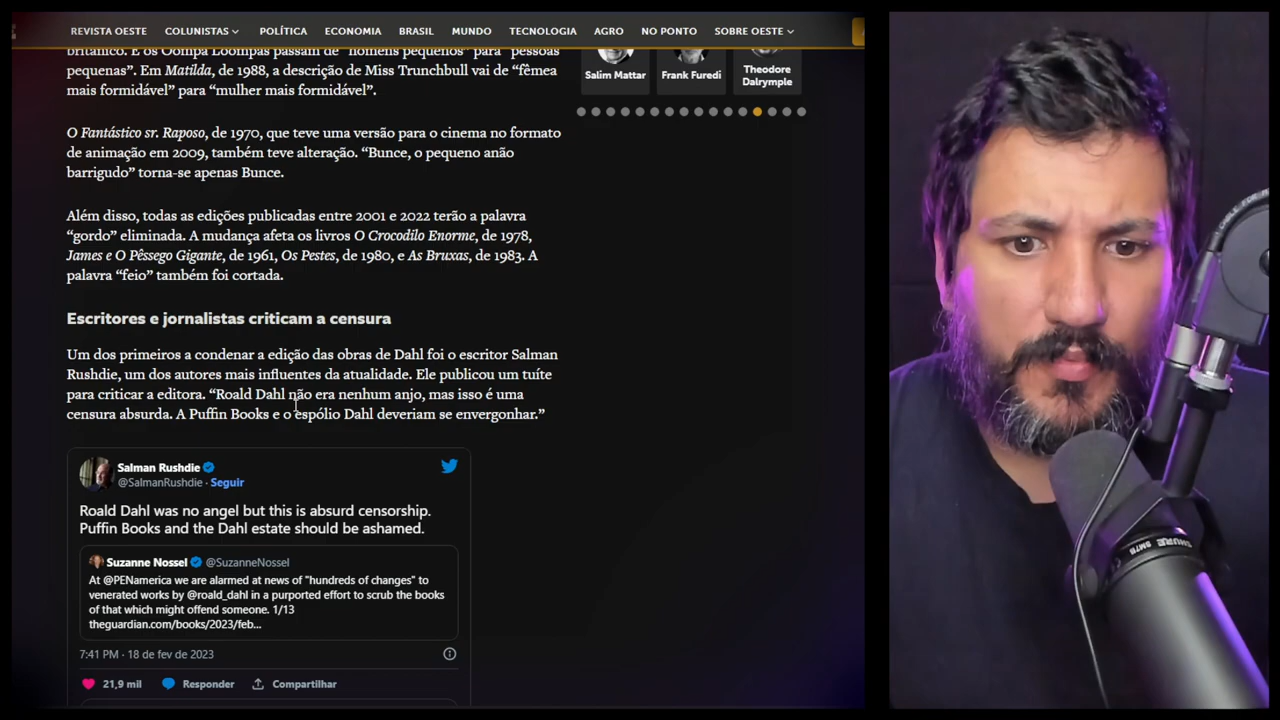 REVISTA OESTE COLUNISTAS POLÍTICA ECONOMIA BRASIL MUNDO TECNOLOGIA AGRO NO PONTO SOBRE OESTE
britânico. E os Oompa Loompas passam de “homens pequenos” para “pessoas
pequenas”. Em Matilda, de 1988, a descrição de Miss Trunchbull vai de “fêmea
mais formidável” para “mulher mais formidável”.
O Fantástico sr. Raposo, de 1970, que teve uma versão para o cinema no formato
de animação em 2009, também teve alteração. “Bunce, o pequeno anão
barrigudo” torna-se apenas Bunce.
Além disso, todas as edições publicadas entre 2001 e 2022 terão a palavra
“gordo” eliminada. A mudança afeta os livros O Crocodilo Enorme, de 1978,
James e O Pêssego Gigante, de 1961, Os Pestes, de 1980, e As Bruxas, de 1983. A
palavra “feio” também foi cortada.
Escritores e jornalistas criticam a censura
Um dos primeiros a condenar a edição das obras de Dahl foi o escritor Salman
Rushdie, um dos autores mais influentes da atualidade. Ele publicou um tuíte
para criticar a editora. “Roald Dahl não era nenhum anjo, mas isso é uma
censura absurda. A Puffin Books e o espólio Dahl deveriam se envergonhar.”
Salman Rushdie
@SalmanRushdie · Seguir
Roald Dahl was no angel but this is absurd censorship.
Puffin Books and the Dahl estate should be ashamed.
Suzanne Nossel @SuzanneNossel
At @PENamerica we are alarmed at news of "hundreds of changes" to
venerated works by @roald_dahl in a purported effort to scrub the books
of that which might offend someone. 1/13
theguardian.com/books/2023/feb...
7:41 PM · 18 de fev de 2023
21,9 mil Responder Compartilhar
Salim Mattar
Frank Furedi
Theodore
Dalrymple
SHURE SM7B